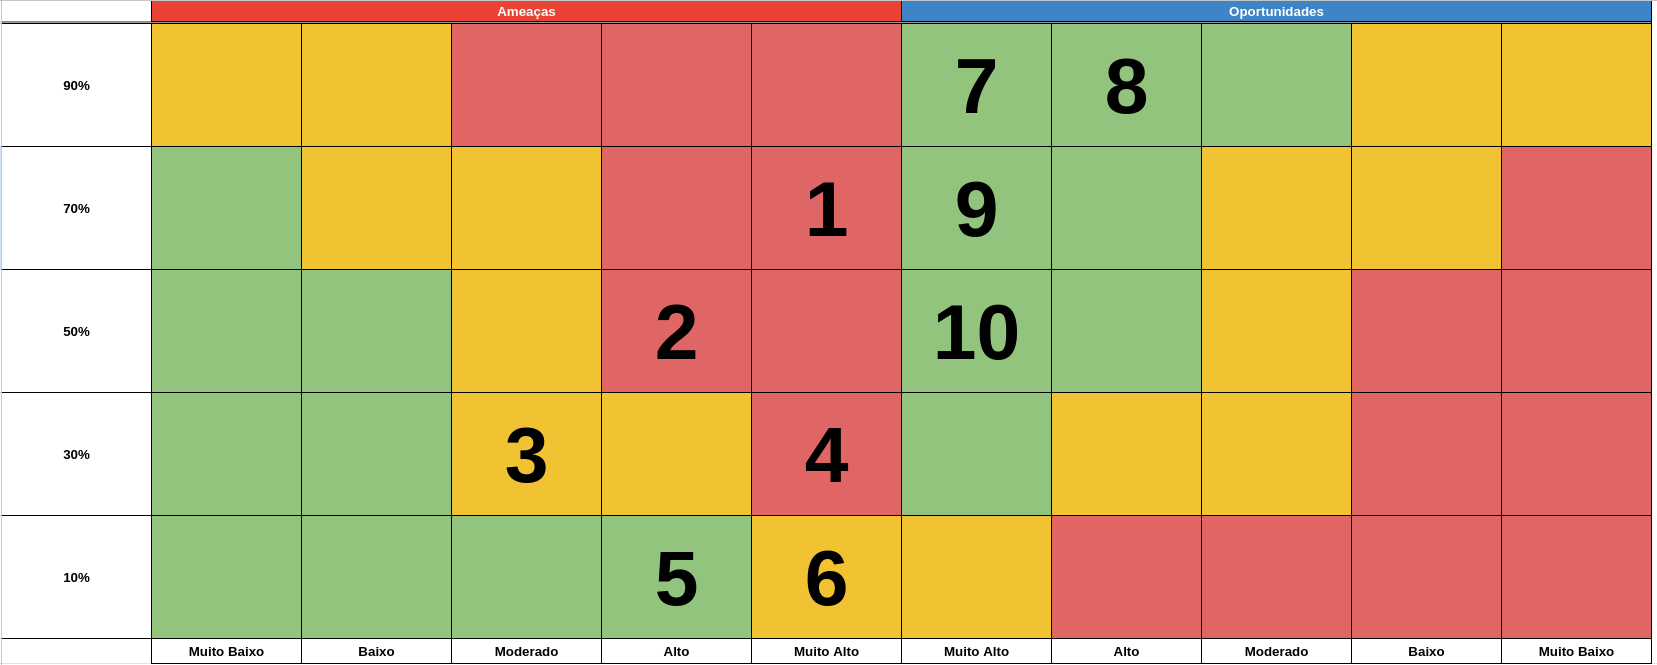 Ameaças Oportunidades
90% 7 8
70% 1 9
50% 2 10
30% 3 4
10% 5 6
Muito Baixo Baixo Moderado Alto Muito Alto Muito Alto Alto Moderado Baixo Muito Baixo